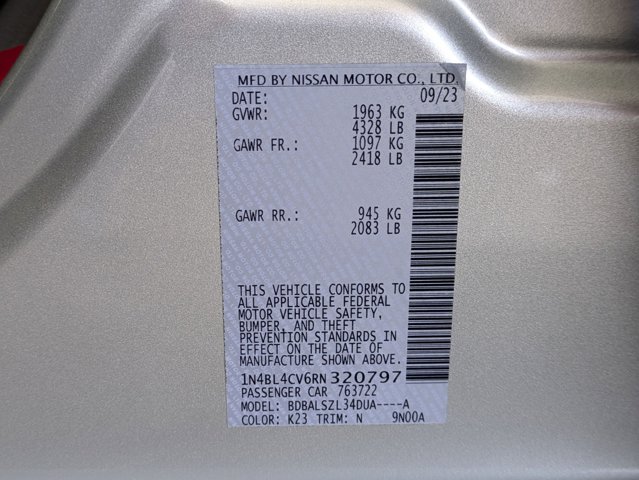 MFD BY NISSAN MOTOR CO., LTD.
DATE: 09/23
GVWR: 1963 KG
4328 LB
GAWR FR.: 1097 KG
2418 LB
GAWR RR.: 945 KG
2083 LB
THIS VEHICLE CONFORMS TO
ALL APPLICABLE FEDERAL
MOTOR VEHICLE SAFETY,
BUMPER, AND THEFT
PREVENTION STANDARDS IN
EFFECT ON THE DATE OF
MANUFACTURE SHOWN ABOVE.
1N4BL4CV6RN320797
PASSENGER CAR 763722
MODEL: BDBALSZL34DUA----A
COLOR: K23 TRIM: N 9N00A